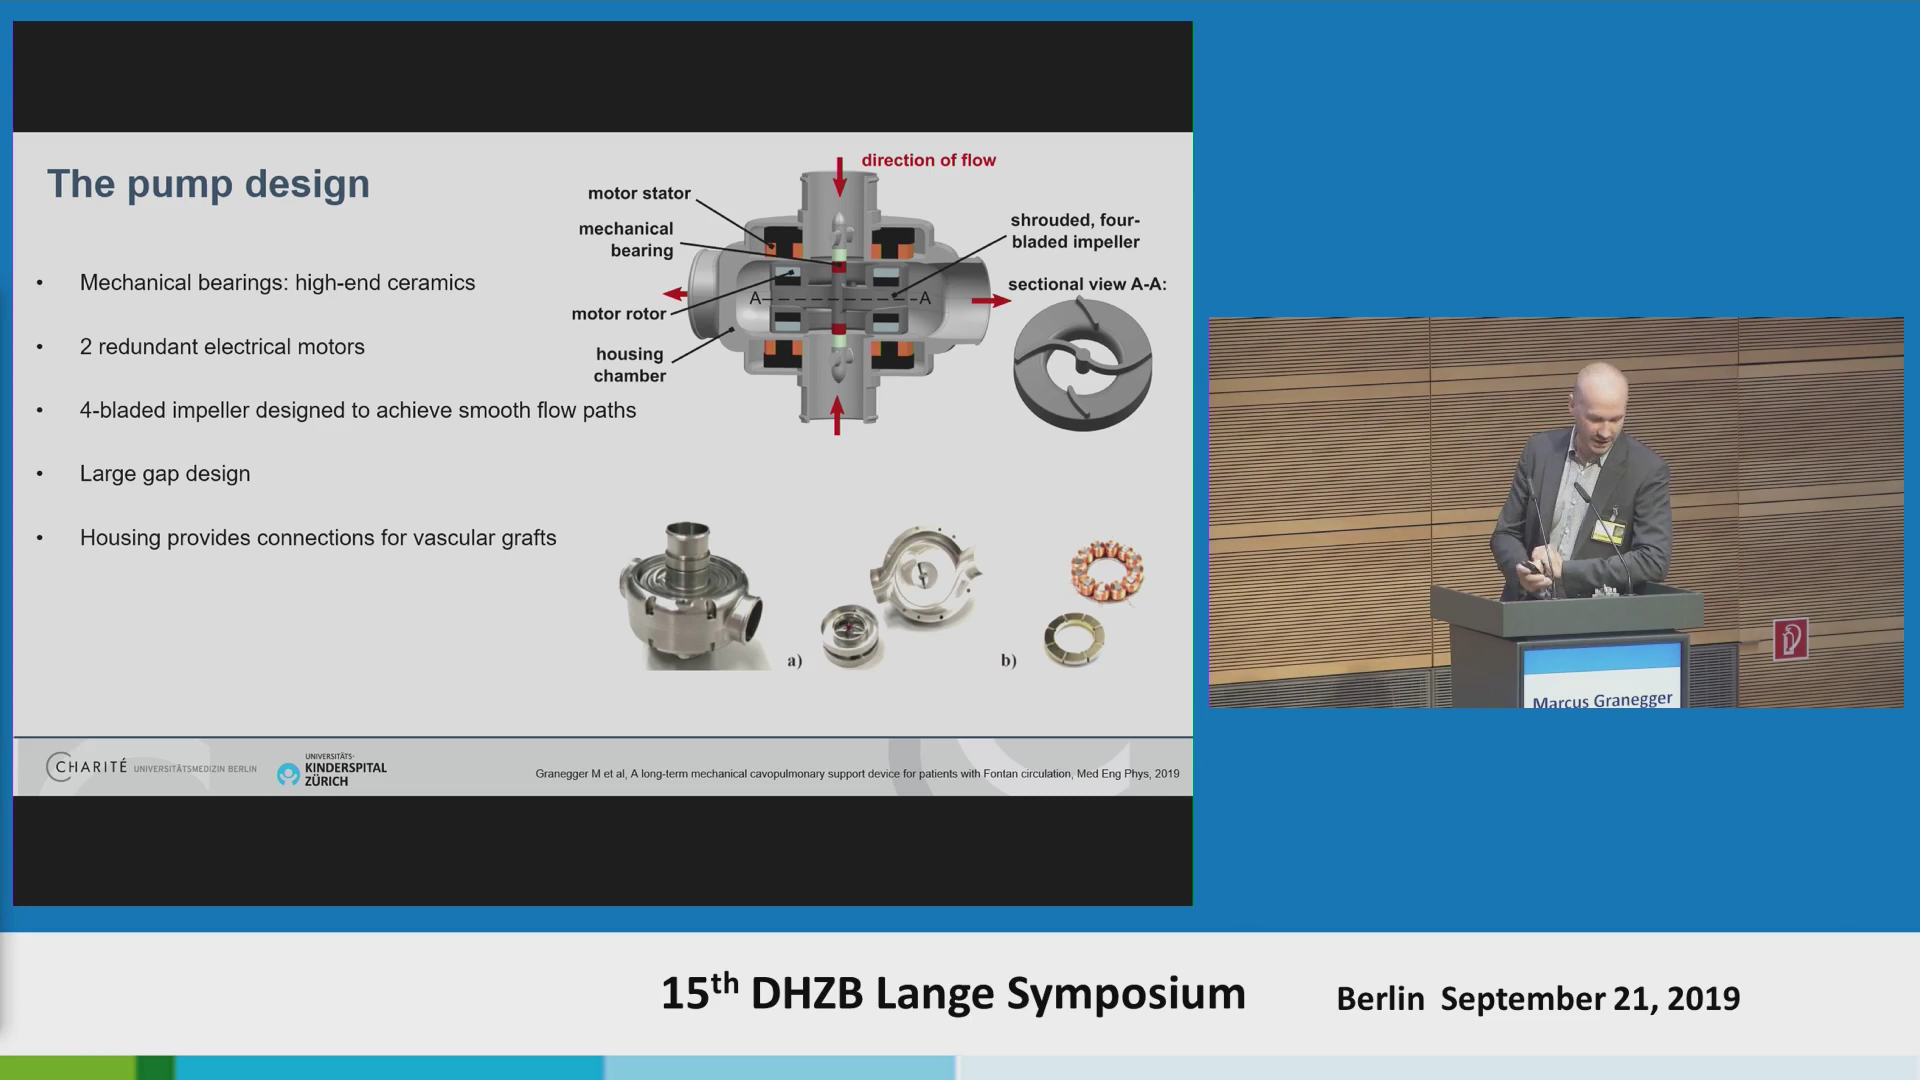 The pump design
• Mechanical bearings: high-end ceramics
• 2 redundant electrical motors
• 4-bladed impeller designed to achieve smooth flow paths
• Large gap design
• Housing provides connections for vascular grafts
direction of flow
motor stator
mechanical
bearing
motor rotor
housing
chamber
shrouded, four-
bladed impeller
sectional view A-A:
A
A
a)
b)
CHARITÉ UNIVERSITÄTSMEDIZIN BERLIN
UNIVERSITÄTS-
KINDERSPITAL
ZÜRICH
Granegger M et al, A long-term mechanical cavopulmonary support device for patients with Fontan circulation, Med Eng Phys, 2019
Marcus Granegger
15th DHZB Lange Symposium
Berlin September 21, 2019